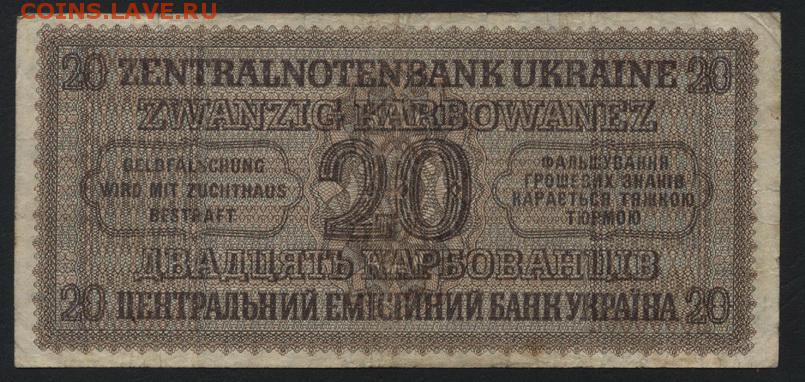 COINS.LAVE.RU
20 ZENTRALNOTENBANK UKRAINE 20
ZWANZIG KARBOWANEZ
GELDFÄLSCHUNG
WIRD MIT ZUCHTHAUS
BESTRAFT
20
ФАЛЬШУВАННЯ
ГРОШЕВИХ ЗНАКІВ
КАРАЄТЬСЯ ТЯЖКОЮ
ТЮРМОЮ
ДВАДЦЯТЬ КАРБОВАНЦІВ
20 ЦЕНТРАЛЬНИЙ ЕМІСІЙНИЙ БАНК УКРАЇНА 20